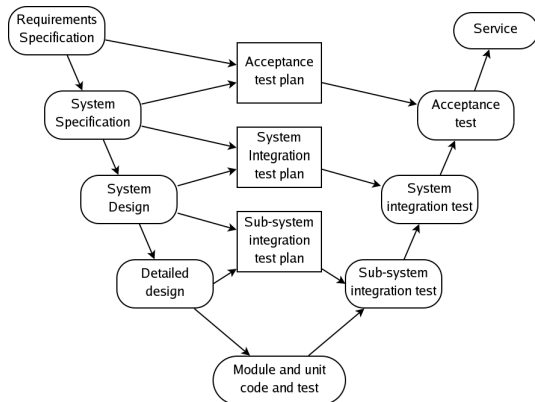 Requirements
Specification
Service
Acceptance
test plan
System
Specification
Acceptance
test
System
Integration
test plan
System
Design
System
integration test
Sub-system
integration
test plan
Detailed
design
Sub-system
integration test
Module and unit
code and test